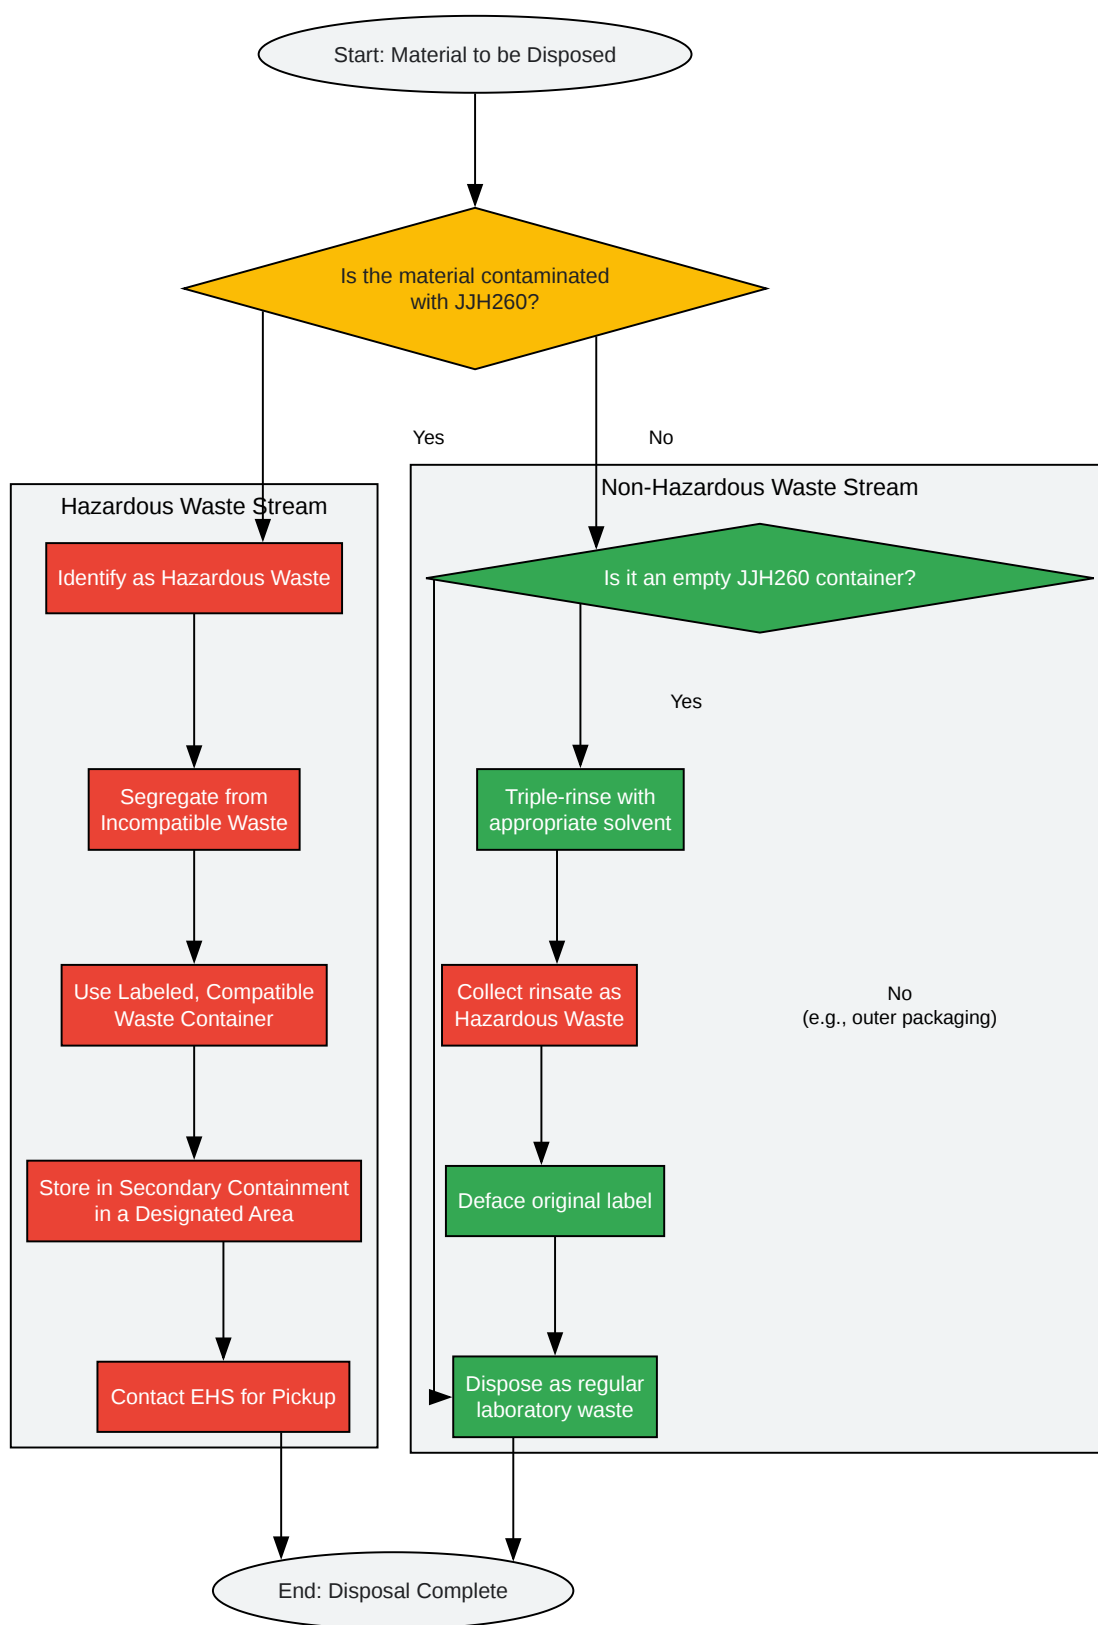 Start: Material to be Disposed
Is the material contaminated
with JJH260?
Yes
No
Hazardous Waste Stream
Identify as Hazardous Waste
Segregate from
Incompatible Waste
Use Labeled, Compatible
Waste Container
Store in Secondary Containment
in a Designated Area
Contact EHS for Pickup
Non-Hazardous Waste Stream
Is it an empty JJH260 container?
Yes
Triple-rinse with
appropriate solvent
Collect rinsate as
Hazardous Waste
No
(e.g., outer packaging)
Deface original label
Dispose as regular
laboratory waste
End: Disposal Complete